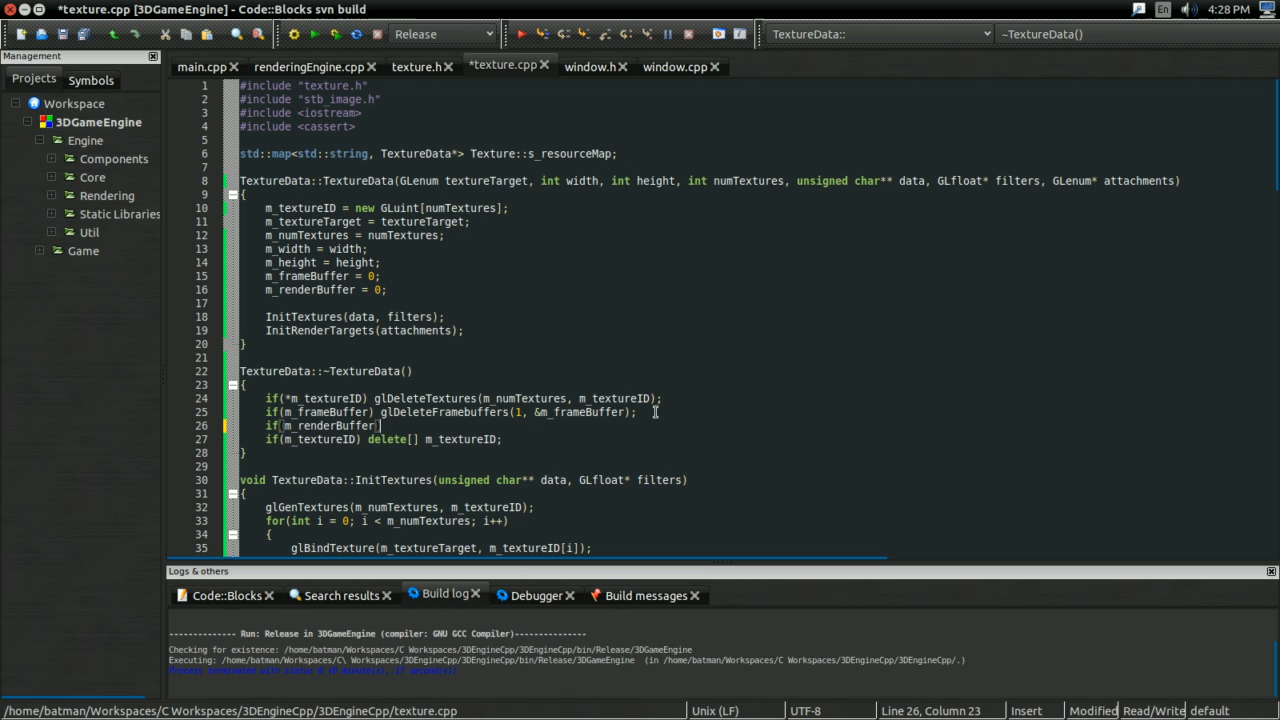 *texture.cpp [3DGameEngine] - Code::Blocks svn build
En
4:28 PM
Release
TextureData::
~TextureData()
Management
Projects
Symbols
Workspace
3DGameEngine
Engine
Components
Core
Rendering
Static Libraries
Util
Game
main.cpp
renderingEngine.cpp
texture.h
*texture.cpp
window.h
window.cpp
1 #include "texture.h"
2 #include "stb_image.h"
3 #include <iostream>
4 #include <cassert>
5
6 std::map<std::string, TextureData*> Texture::s_resourceMap;
7
8 TextureData::TextureData(GLenum textureTarget, int width, int height, int numTextures, unsigned char** data, GLfloat* filters, GLenum* attachments)
9 {
10 m_textureID = new GLuint[numTextures];
11 m_textureTarget = textureTarget;
12 m_numTextures = numTextures;
13 m_width = width;
14 m_height = height;
15 m_frameBuffer = 0;
16 m_renderBuffer = 0;
17
18 InitTextures(data, filters);
19 InitRenderTargets(attachments);
20 }
21
22 TextureData::~TextureData()
23 {
24 if(*m_textureID) glDeleteTextures(m_numTextures, m_textureID);
25 if(m_frameBuffer) glDeleteFramebuffers(1, &m_frameBuffer);
26 if(m_renderBuffer)
27 if(m_textureID) delete[] m_textureID;
28 }
29
30 void TextureData::InitTextures(unsigned char** data, GLfloat* filters)
31 {
32 glGenTextures(m_numTextures, m_textureID);
33 for(int i = 0; i < m_numTextures; i++)
34 {
35 glBindTexture(m_textureTarget, m_textureID[i]);
Logs & others
Code::Blocks
Search results
Build log
Debugger
Build messages
-------------- Run: Release in 3DGameEngine (compiler: GNU GCC Compiler)---------------
Checking for existence: /home/batman/Workspaces/C Workspaces/3DEngineCpp/3DEngineCpp/bin/Release/3DGameEngine
Executing: /home/batman/Workspaces/C\ Workspaces/3DEngineCpp/3DEngineCpp/bin/Release/3DGameEngine (in /home/batman/Workspaces/C Workspaces/3DEngineCpp/3DEngineCpp/.)
Process terminated with status 0 (0 minute(s), 17 second(s))
/home/batman/Workspaces/C Workspaces/3DEngineCpp/3DEngineCpp/texture.cpp
Unix (LF)
UTF-8
Line 26, Column 23
Insert
Modified
Read/Write
default